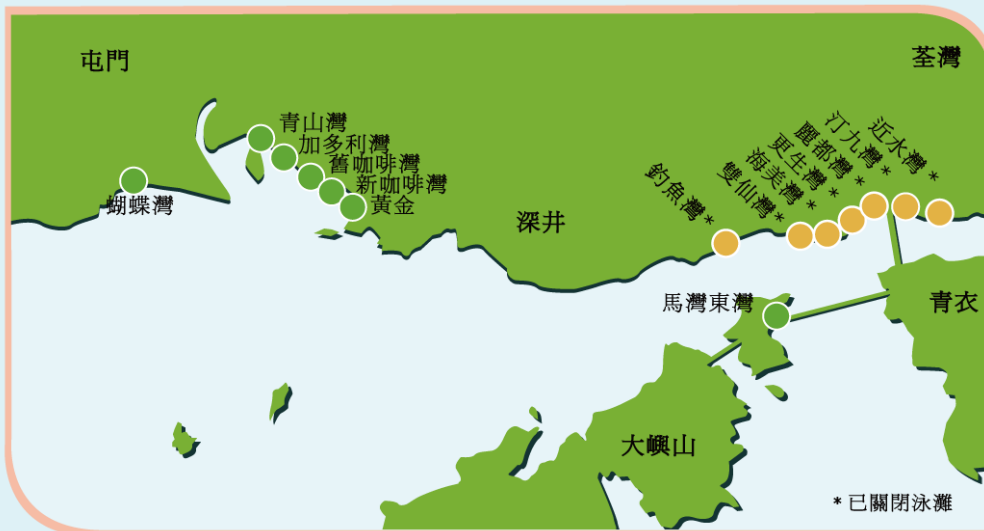 屯門
荃灣
青山灣
加多利灣
舊咖啡灣
新咖啡灣
黃金
蝴蝶灣
深井
釣魚灣*
雙仙灣*
海美灣*
更生灣*
麗都灣*
汀九灣*
近水灣*
馬灣東灣
青衣
大嶼山
*已關閉泳灘